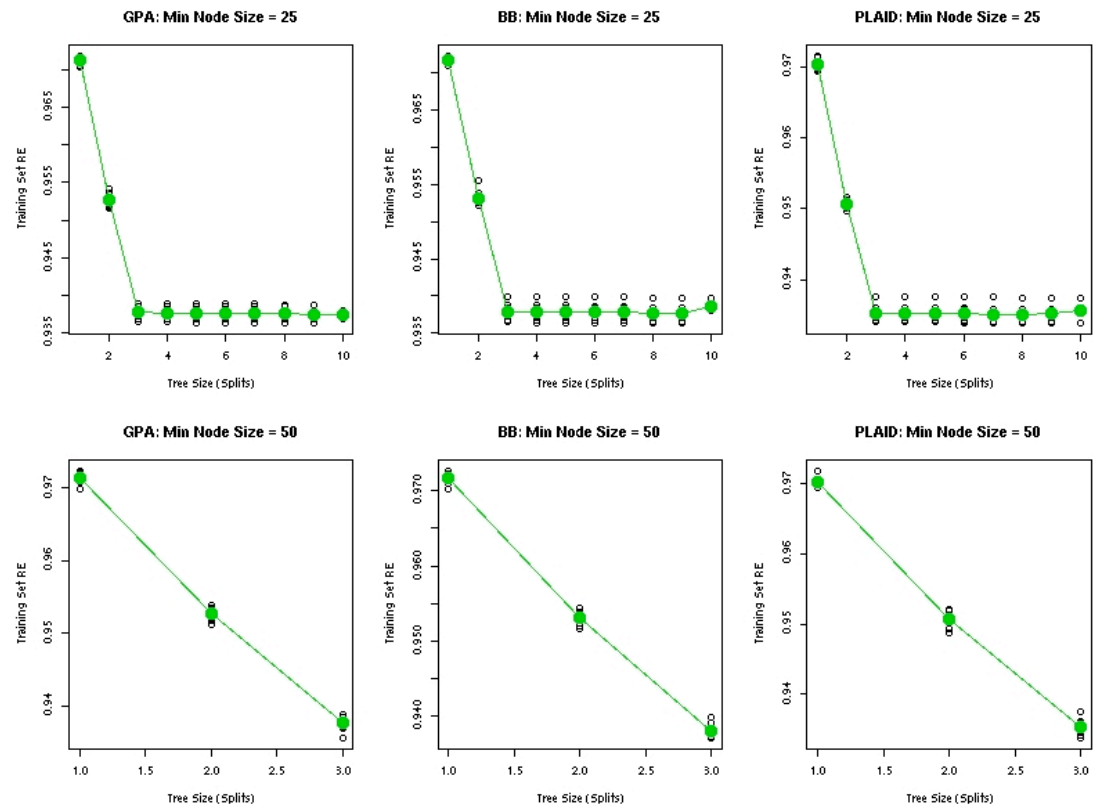 GPA: Min Node Size = 25
Training Set RE
0.935 0.945 0.955 0.965
2 4 6 8 10
Tree Size (Splits)
BB: Min Node Size = 25
Training Set RE
0.935 0.945 0.955 0.965
2 4 6 8 10
Tree Size (Splits)
PLAID: Min Node Size = 25
Training Set RE
0.94 0.95 0.96 0.97
2 4 6 8 10
Tree Size (Splits)
GPA: Min Node Size = 50
Training Set RE
0.94 0.95 0.96 0.97
1.0 1.5 2.0 2.5 3.0
Tree Size (Splits)
BB: Min Node Size = 50
Training Set RE
0.940 0.950 0.960 0.970
1.0 1.5 2.0 2.5 3.0
Tree Size (Splits)
PLAID: Min Node Size = 50
Training Set RE
0.94 0.95 0.96 0.97
1.0 1.5 2.0 2.5 3.0
Tree Size (Splits)